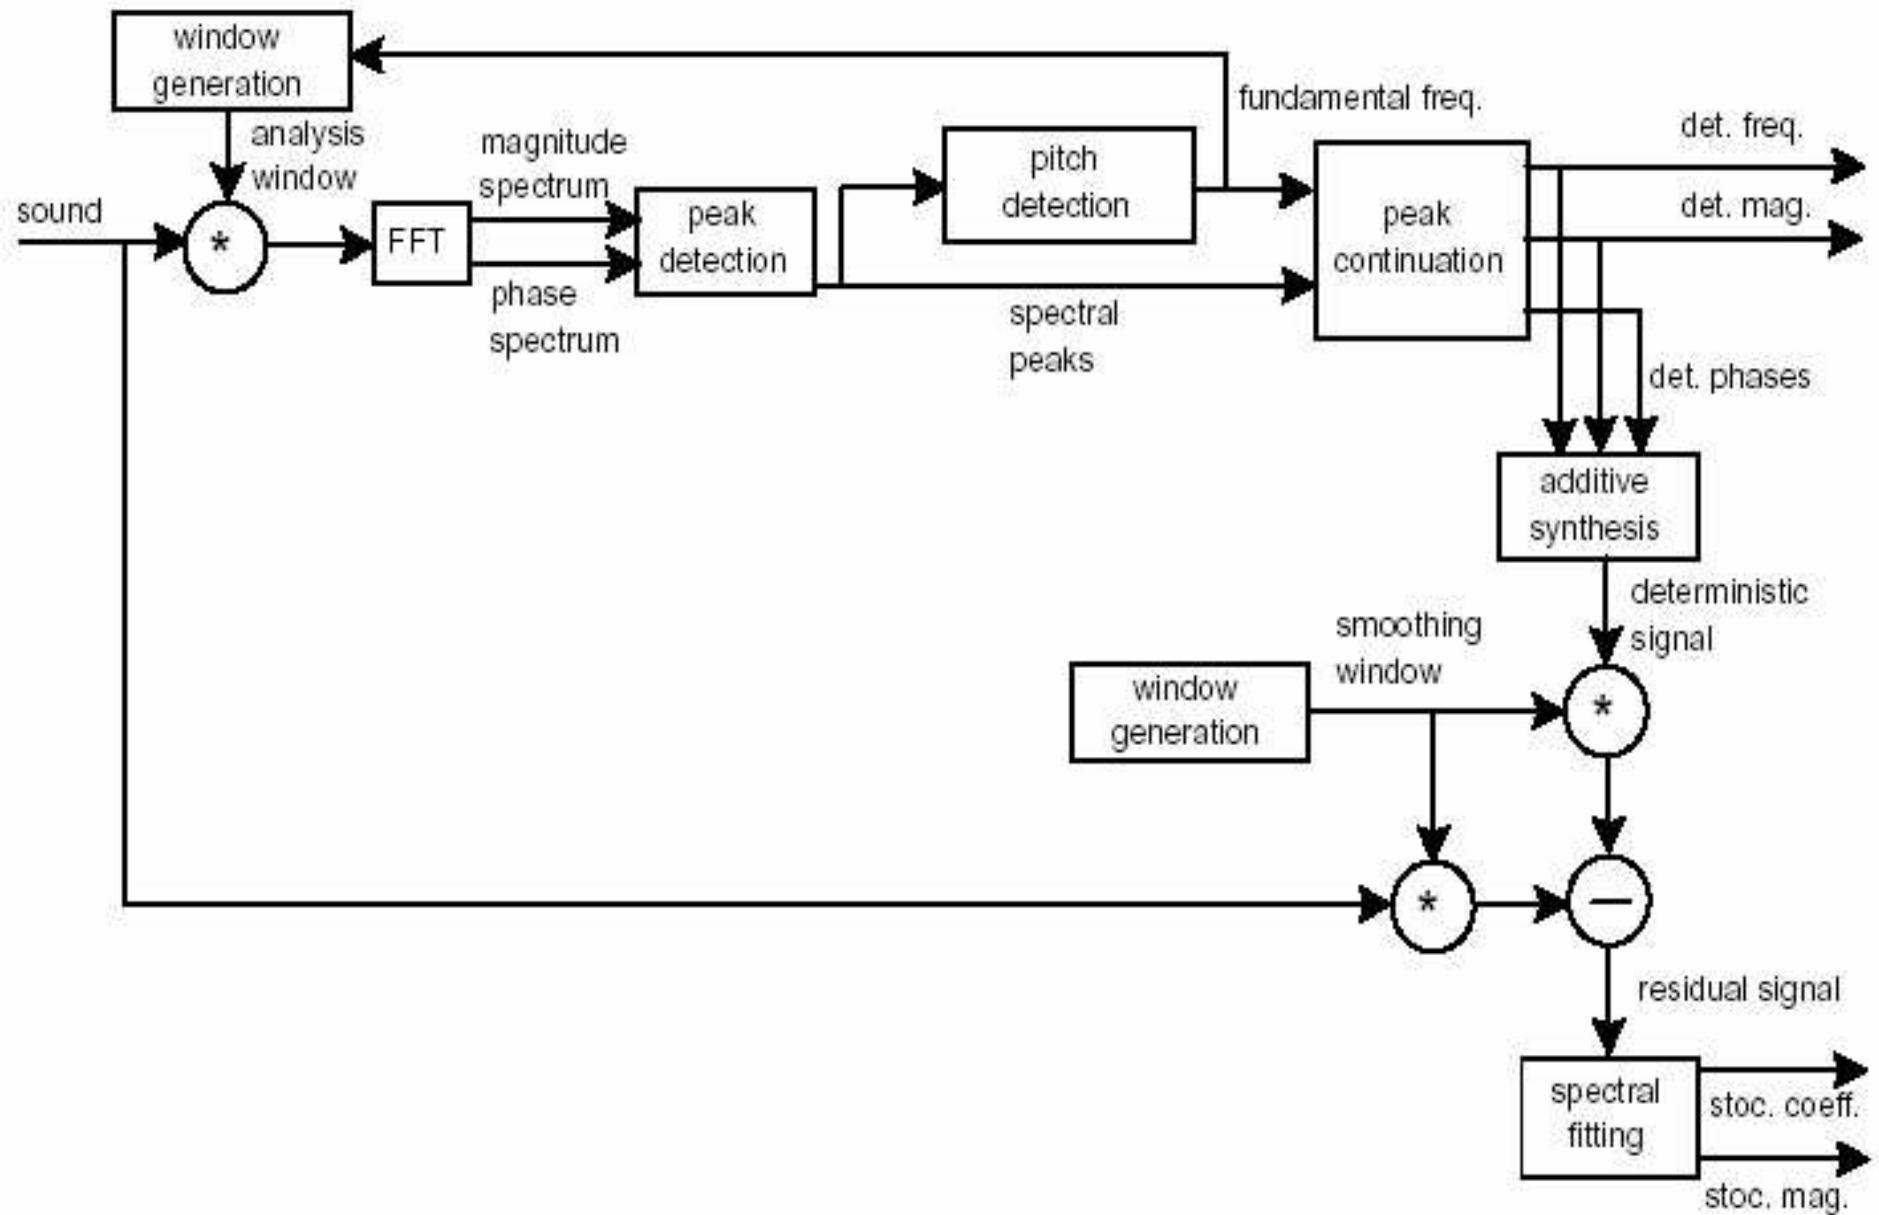 window
generation
fundamental freq.
analysis
window
magnitude
spectrum
pitch
detection
det. freq.
det. mag.
sound
*
FFT
peak
detection
peak
continuation
phase
spectrum
spectral
peaks
det. phases
additive
synthesis
deterministic
signal
smoothing
window
window
generation
*
*
—
residual signal
spectral
fitting
stoc. coeff.
stoc. mag.